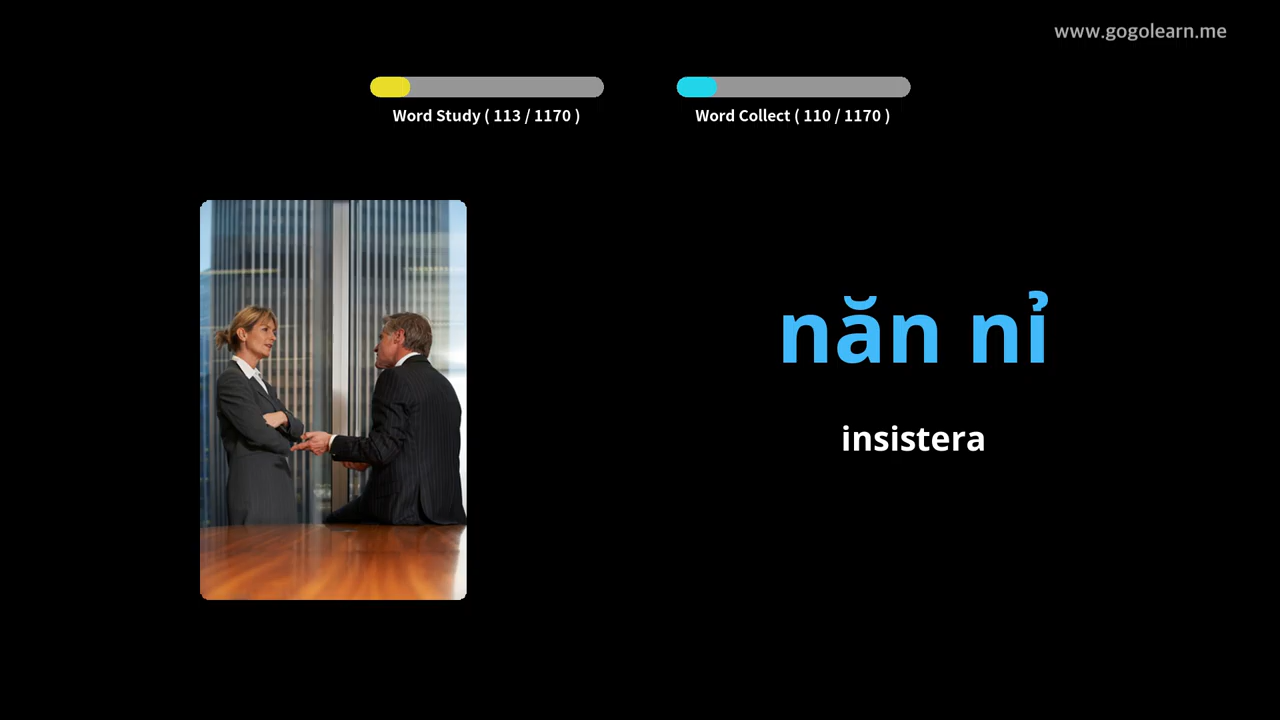 www.gogolearn.me
Word Study ( 113 / 1170 )
Word Collect ( 110 / 1170 )
năn nỉ
insistera